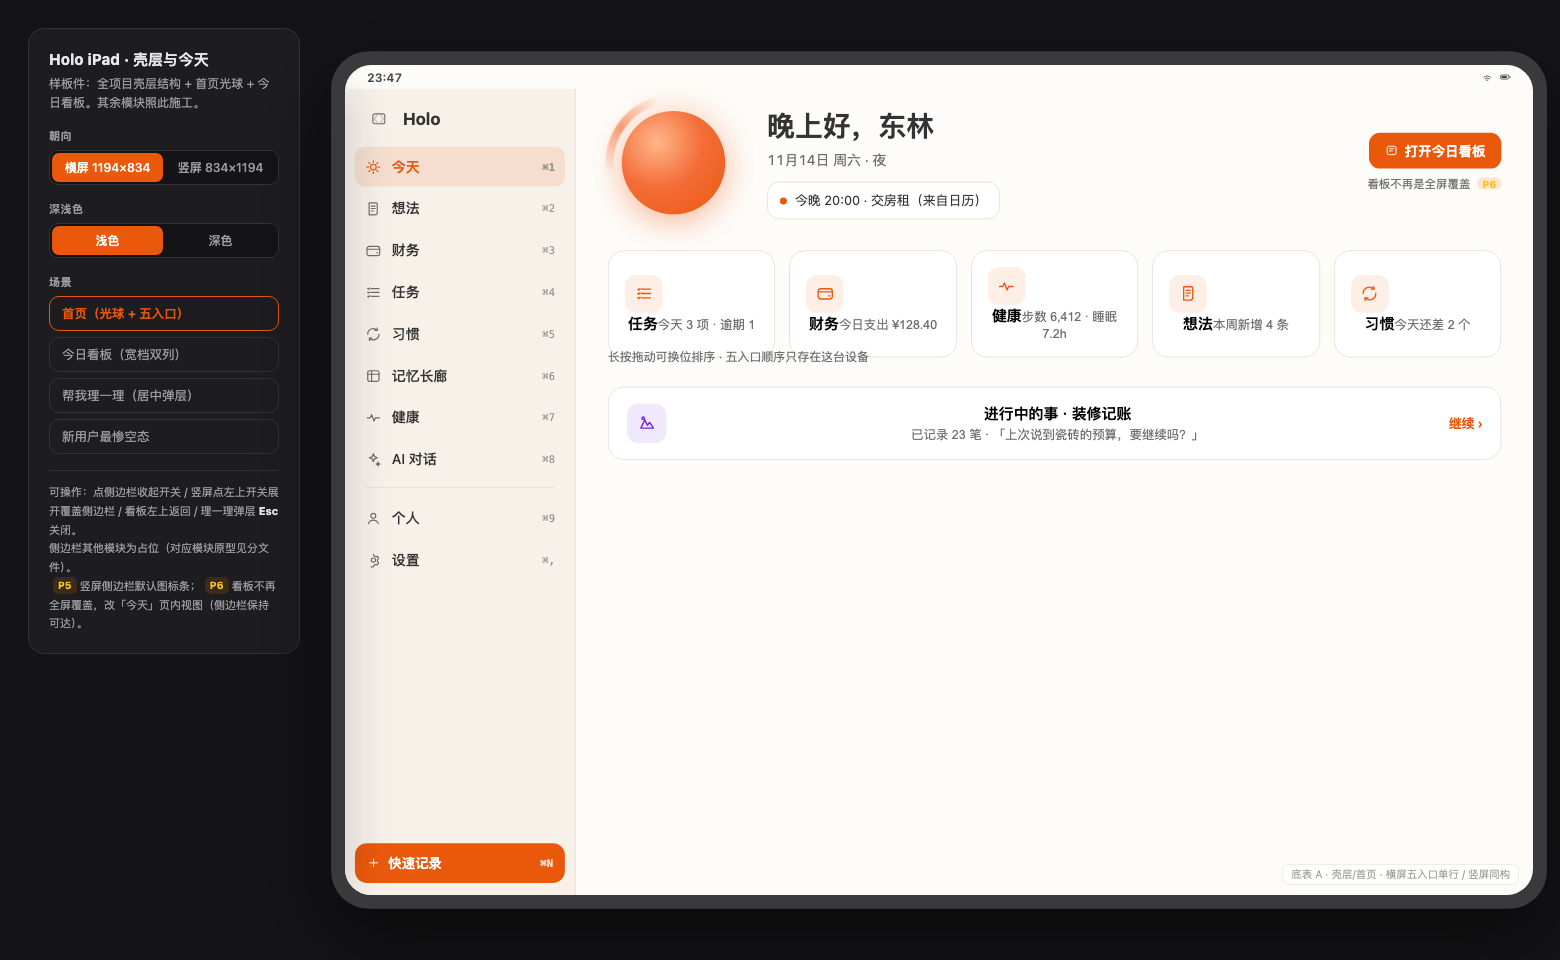 Holo iPad · 壳层与今天
样板件：全项目壳层结构 + 首页光球 + 今
日看板。其余模块照此施工。
朝向
横屏 1194×834
竖屏 834×1194
深浅色
浅色
深色
场景
首页（光球 + 五入口）
今日看板（宽档双列）
帮我理一理（居中弹层）
新用户最惨空态
可操作：点侧边栏收起开关 / 竖屏点左上开关展
开覆盖侧边栏 / 看板左上返回 / 理一理弹层 Esc
关闭。
侧边栏其他模块为占位（对应模块原型见分文
件）。
P5 竖屏侧边栏默认图标条； P6 看板不再
全屏覆盖，改「今天」页内视图（侧边栏保持
可达）。
23:47
Holo
今天 ⌘1
想法 ⌘2
财务 ⌘3
任务 ⌘4
习惯 ⌘5
记忆长廊 ⌘6
健康 ⌘7
AI 对话 ⌘8
个人 ⌘9
设置 ⌘,
快速记录 ⌘N
晚上好，东林
11月14日 周六 · 夜
今晚 20:00 · 交房租（来自日历）
打开今日看板
看板不再是全屏覆盖 P6
任务今天 3 项 · 逾期 1
财务今日支出 ¥128.40
健康步数 6,412 · 睡眠
7.2h
想法本周新增 4 条
习惯今天还差 2 个
长按拖动可换位排序 · 五入口顺序只存在这台设备
进行中的事 · 装修记账
已记录 23 笔 · 「上次说到瓷砖的预算，要继续吗？」
继续 ›
底表 A · 壳层/首页 · 横屏五入口单行 / 竖屏同构